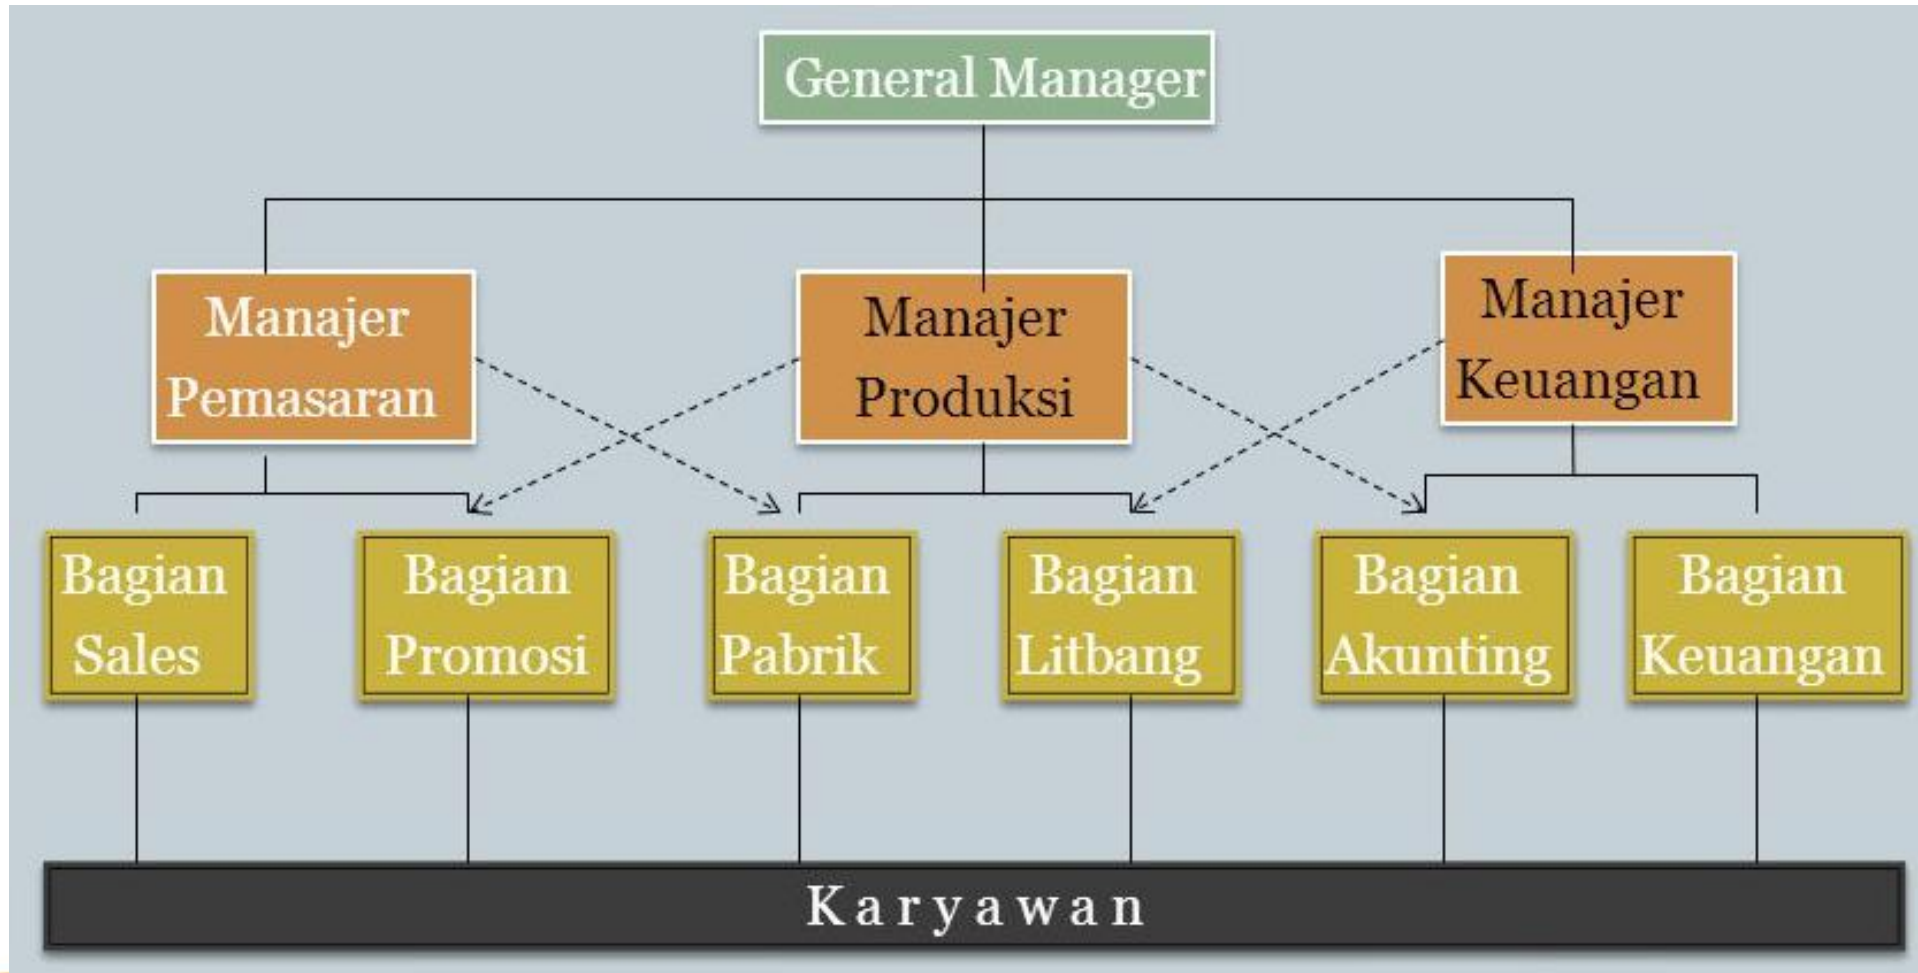 General Manager
Manajer
Pemasaran
Manajer
Produksi
Manajer
Keuangan
Bagian
Sales
Bagian
Promosi
Bagian
Pabrik
Bagian
Litbang
Bagian
Akunting
Bagian
Keuangan
Karyawan